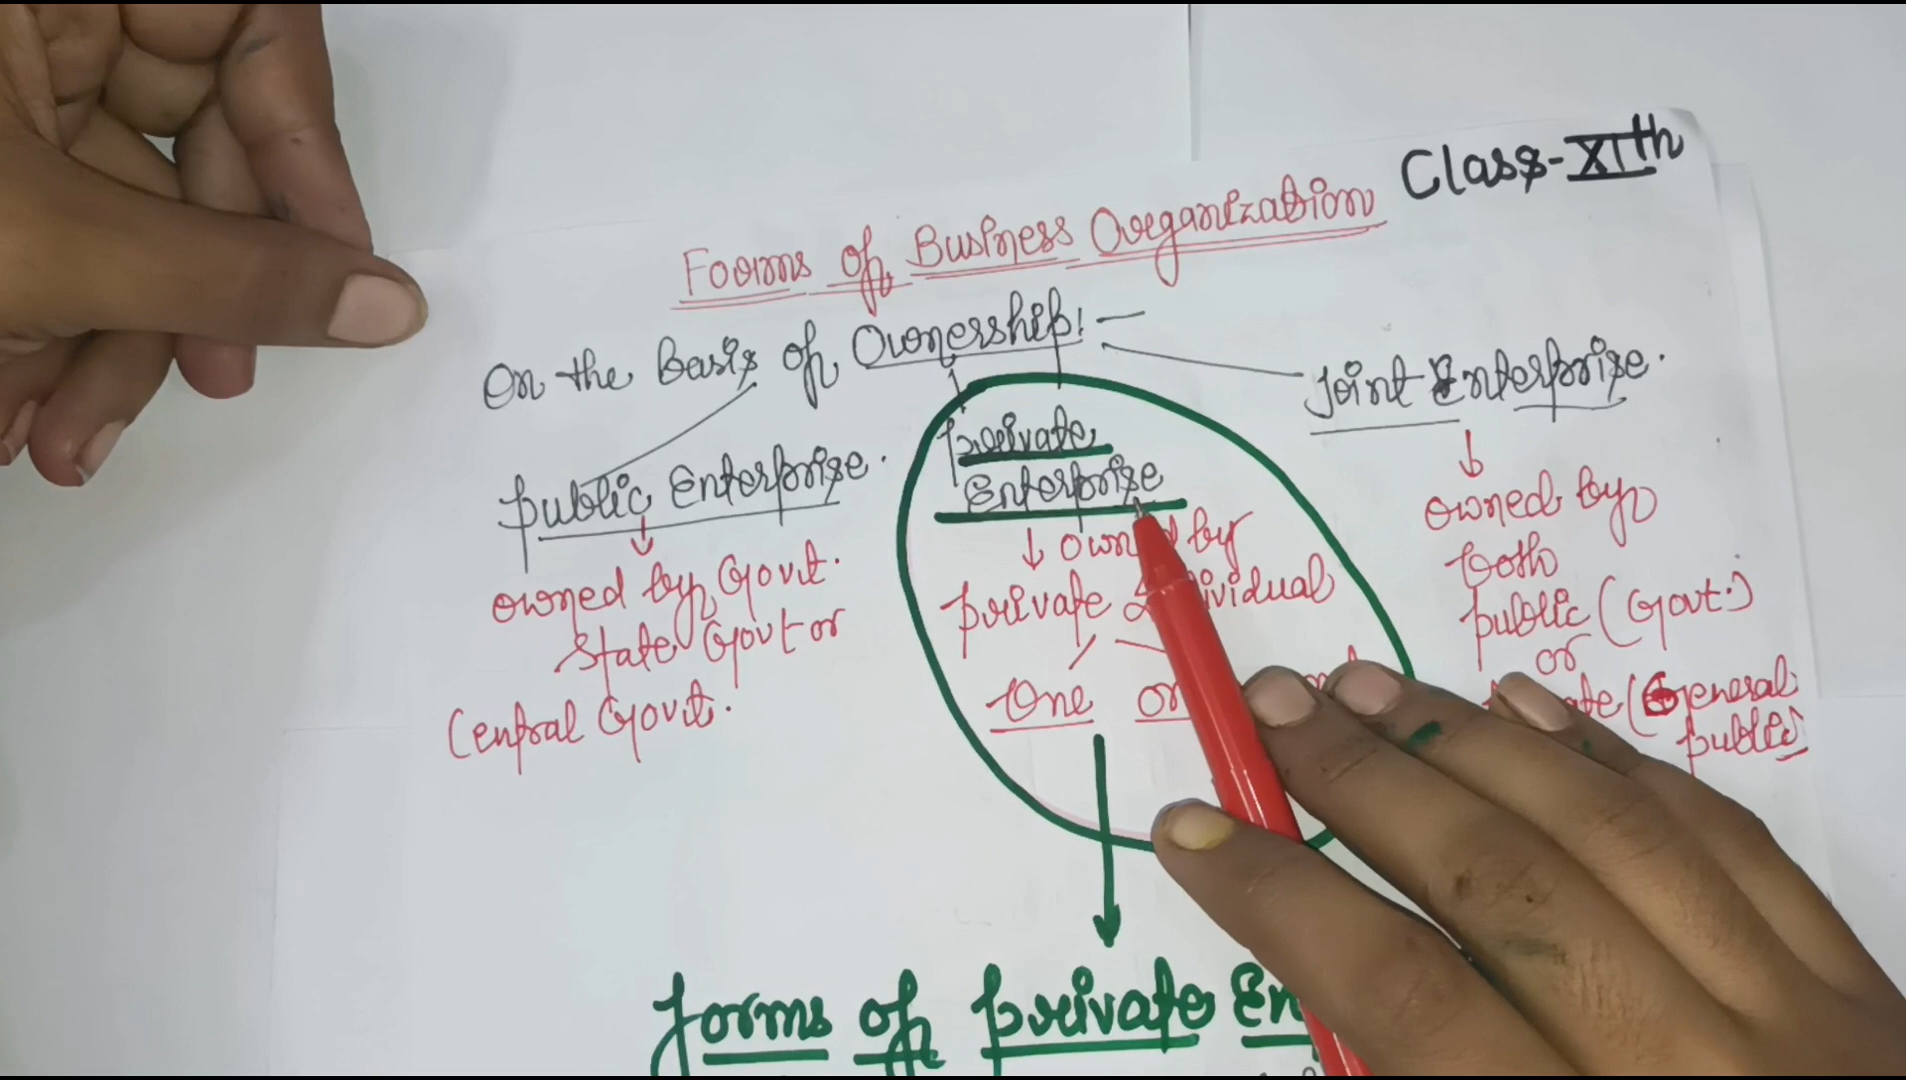 Class-XIth
Forms of Business Organization
On the Basis of Ownership:-
Public Enterprise.
owned by Govt.
State Govt or
Central Govt.
Private
Enterprise
owned by
private
One or
Joint Enterprise.
owned by
both
public (Govt.)
or
(General
public)
Forms of Private